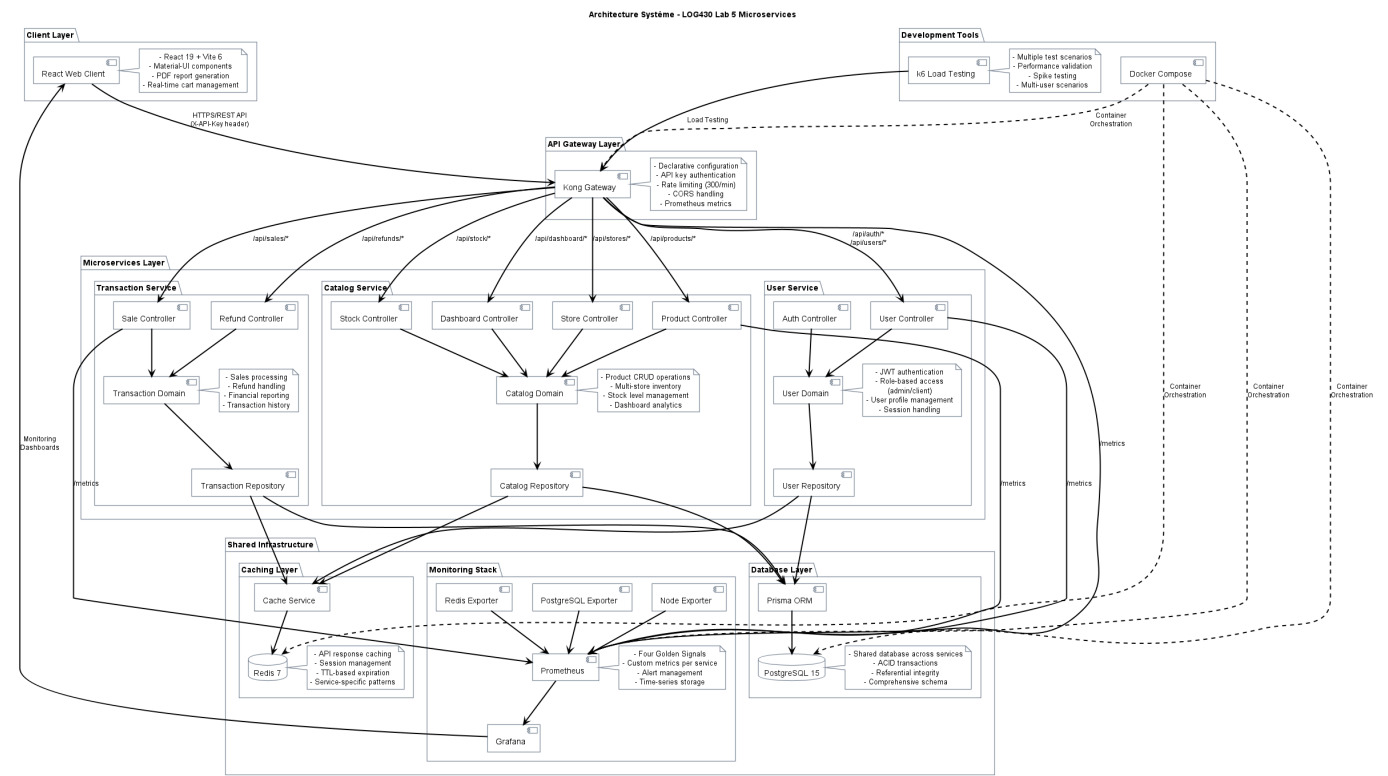 Architecture Système - LOG430 Lab 5 Microservices
Client Layer
React Web Client
- React 19 + Vite 6
- Material-UI components
- PDF report generation
- Real-time cart management
Development Tools
k6 Load Testing
- Multiple test scenarios
- Performance validation
- Spike testing
- Multi-user scenarios
Docker Compose
HTTPS/REST API
(X-API-Key header)
Load Testing
Container
Orchestration
API Gateway Layer
Kong Gateway
- Declarative configuration
- API key authentication
- Rate limiting (300/min)
- CORS handling
- Prometheus metrics
/api/sales/*
/api/refunds/*
/api/stock/*
/api/dashboard/*
/api/stores/*
/api/products/*
/api/auth/*
/api/users/*
Microservices Layer
Transaction Service
Sale Controller
Refund Controller
Transaction Domain
- Sales processing
- Refund handling
- Financial reporting
- Transaction history
Transaction Repository
Catalog Service
Stock Controller
Dashboard Controller
Store Controller
Product Controller
Catalog Domain
- Product CRUD operations
- Multi-store inventory
- Stock level management
- Dashboard analytics
Catalog Repository
User Service
Auth Controller
User Controller
User Domain
- JWT authentication
- Role-based access
(admin/client)
- User profile management
- Session handling
User Repository
Container
Orchestration
Container
Orchestration
Container
Orchestration
Monitoring
Dashboards
/metrics
/metrics
/metrics
/metrics
Shared Infrastructure
Caching Layer
Cache Service
Redis 7
- API response caching
- Session management
- TTL-based expiration
- Service-specific patterns
Monitoring Stack
Redis Exporter
PostgreSQL Exporter
Node Exporter
Prometheus
- Four Golden Signals
- Custom metrics per service
- Alert management
- Time-series storage
Grafana
Database Layer
Prisma ORM
PostgreSQL 15
- Shared database across services
- ACID transactions
- Referential integrity
- Comprehensive schema